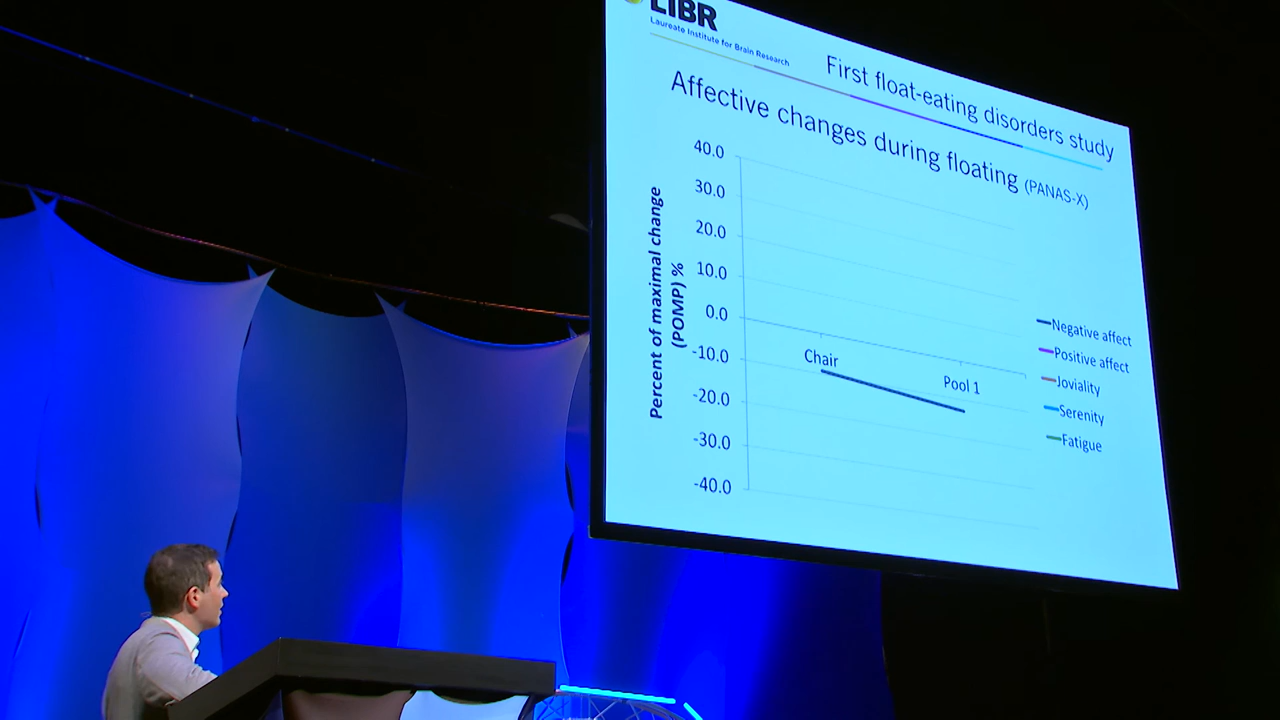 LIBR
Laureate Institute for Brain Research
First float-eating disorders study
Affective changes during floating (PANAS-X)
Percent of maximal change
(POMP) %
40.0
30.0
20.0
10.0
0.0
-10.0
-20.0
-30.0
-40.0
Chair
Pool 1
Negative affect
Positive affect
Joviality
Serenity
Fatigue